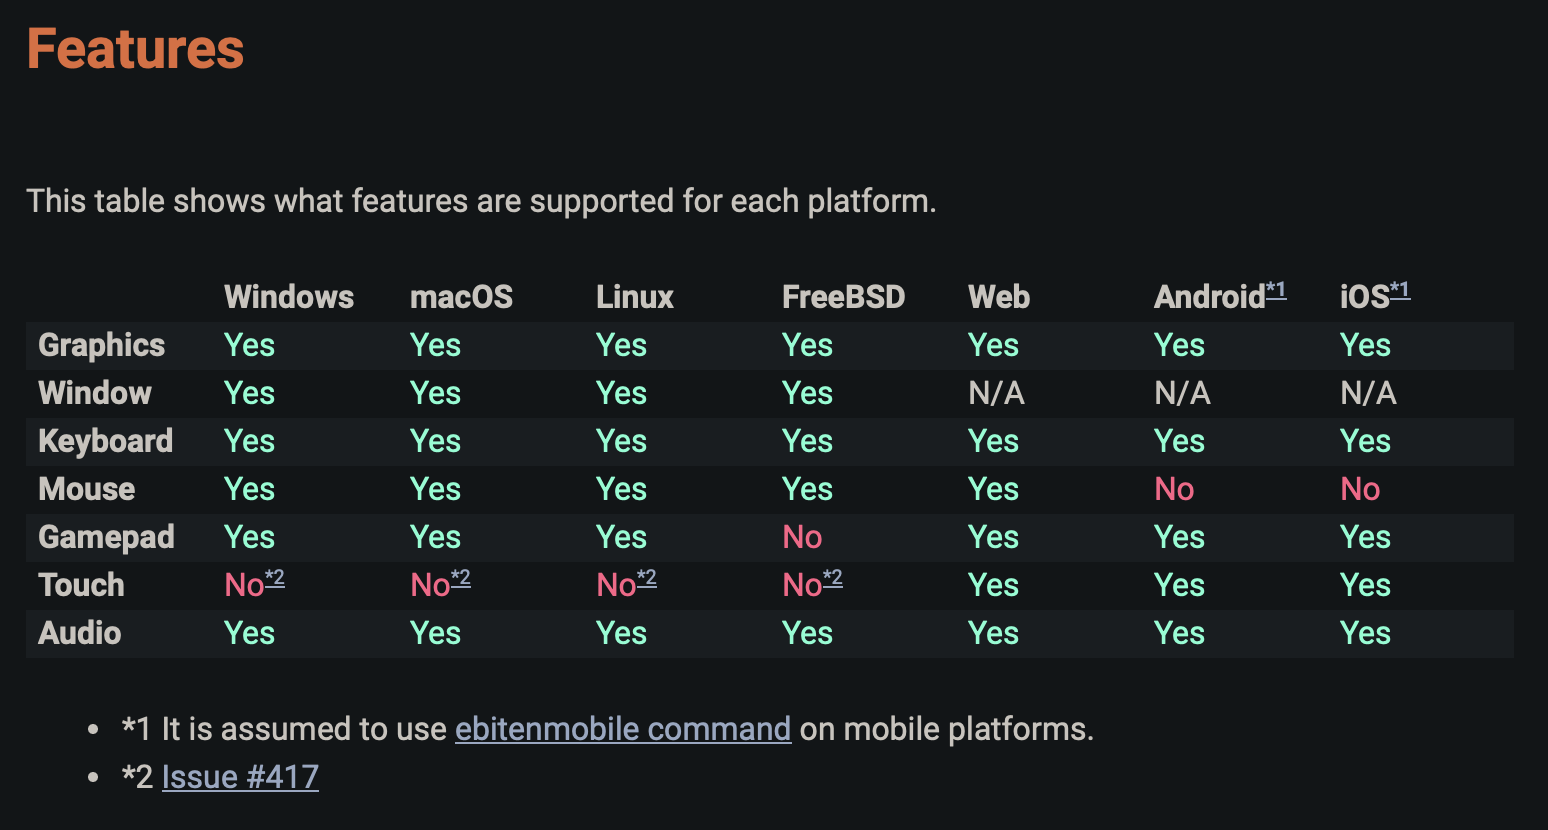 Features
This table shows what features are supported for each platform.
Windows macOS Linux FreeBSD Web Android*1 iOS*1
Graphics Yes Yes Yes Yes Yes Yes Yes
Window Yes Yes Yes Yes N/A N/A N/A
Keyboard Yes Yes Yes Yes Yes Yes Yes
Mouse Yes Yes Yes Yes Yes No No
Gamepad Yes Yes Yes No Yes Yes Yes
Touch No*2 No*2 No*2 No*2 Yes Yes Yes
Audio Yes Yes Yes Yes Yes Yes Yes
• *1 It is assumed to use ebitenmobile command on mobile platforms.
• *2 Issue #417